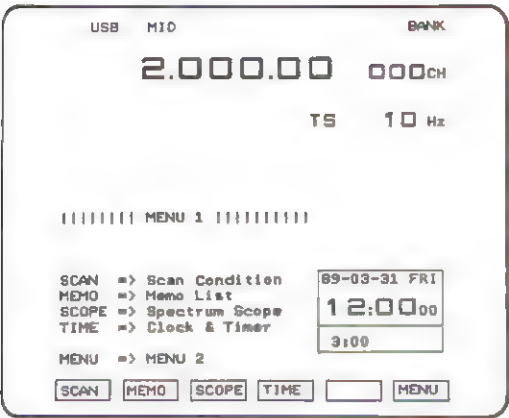 USB MID BANK
2.000.00 000CH
TS 10 Hz
|||||||| MENU 1 ||||||||||
SCAN => Scan Condition
MEMO => Memo List
SCOPE => Spectrum Scope
TIME => Clock & Timer
MENU => MENU 2
89-03-31 FRI
12:00 00
3:00
SCAN MEMO SCOPE TIME MENU